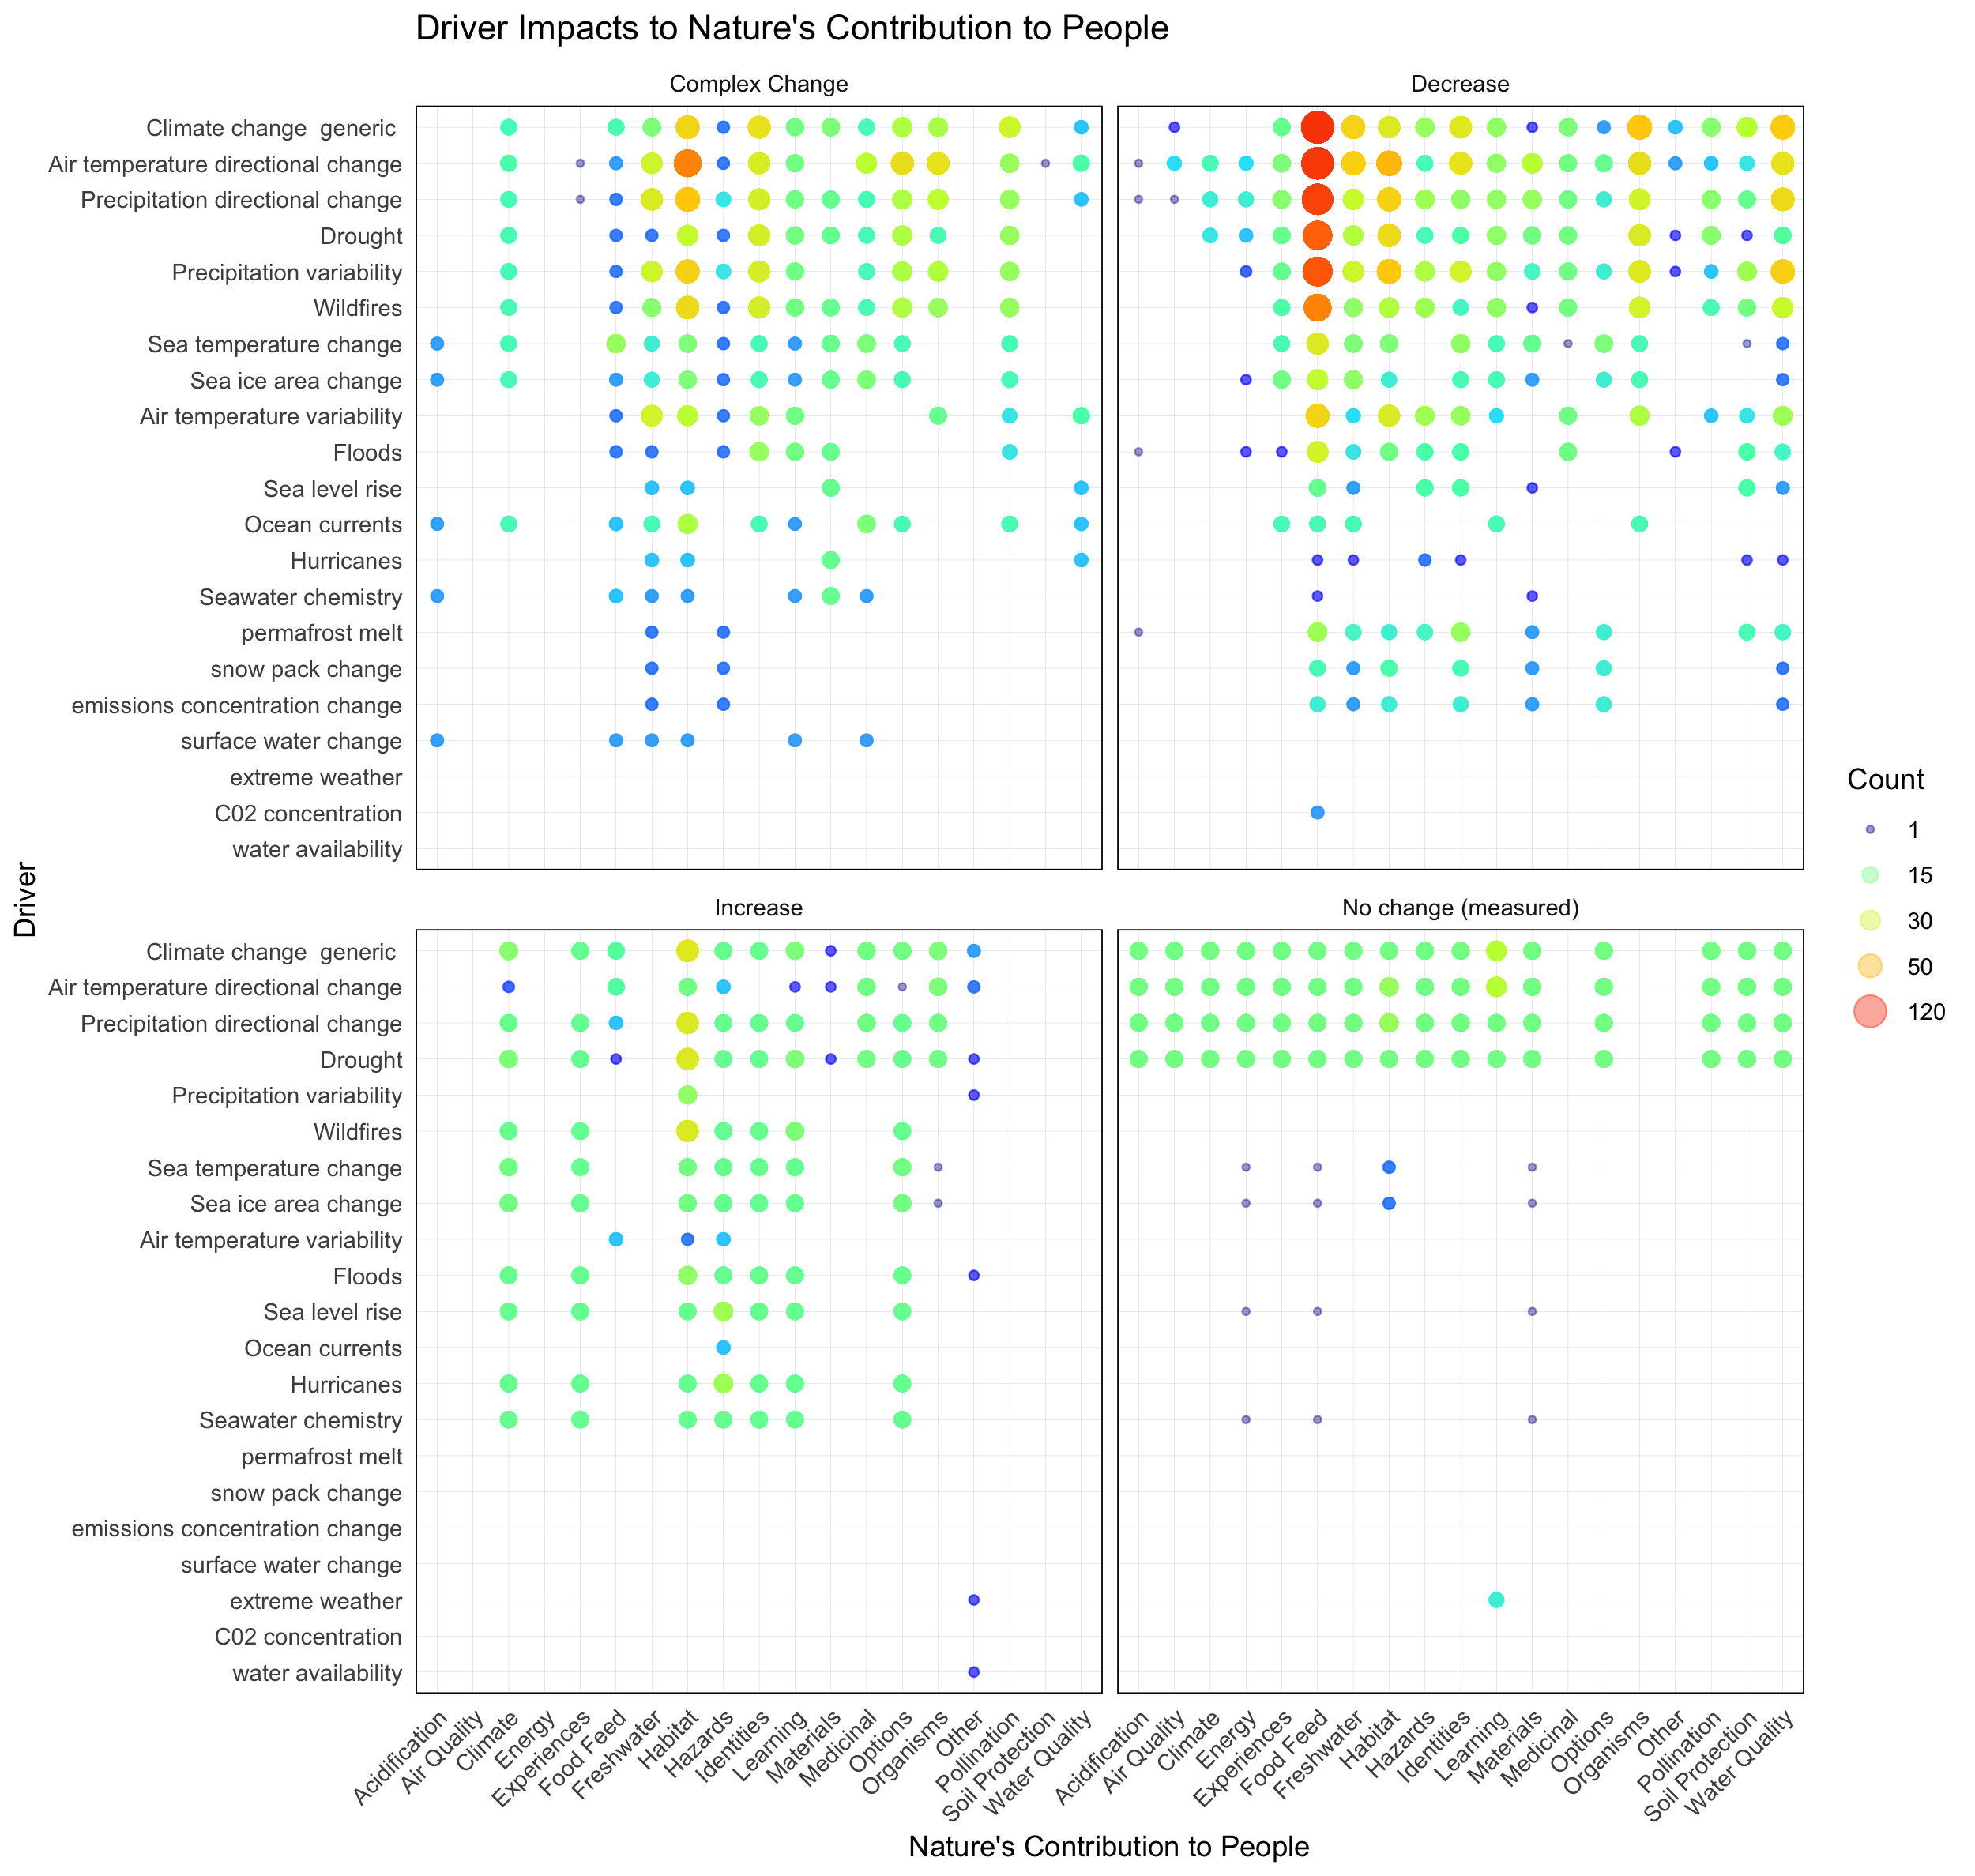 Driver Impacts to Nature's Contribution to People
Complex Change
Decrease
Climate change  generic
Air temperature directional change
Precipitation directional change
Drought
Precipitation variability
Wildfires
Sea temperature change
Sea ice area change
Air temperature variability
Floods
Sea level rise
Ocean currents
Hurricanes
Seawater chemistry
permafrost melt
snow pack change
emissions concentration change
surface water change
extreme weather
C02 concentration
water availability
Driver
Increase
No change (measured)
Climate change  generic
Air temperature directional change
Precipitation directional change
Drought
Precipitation variability
Wildfires
Sea temperature change
Sea ice area change
Air temperature variability
Floods
Sea level rise
Ocean currents
Hurricanes
Seawater chemistry
permafrost melt
snow pack change
emissions concentration change
surface water change
extreme weather
C02 concentration
water availability
Acidification
Air Quality
Climate
Energy
Experiences
Food Feed
Freshwater
Habitat
Hazards
Identities
Learning
Materials
Medicinal
Options
Organisms
Other
Pollination
Soil Protection
Water Quality
Acidification
Air Quality
Climate
Energy
Experiences
Food Feed
Freshwater
Habitat
Hazards
Identities
Learning
Materials
Medicinal
Options
Organisms
Other
Pollination
Soil Protection
Water Quality
Nature's Contribution to People
Count
1
15
30
50
120